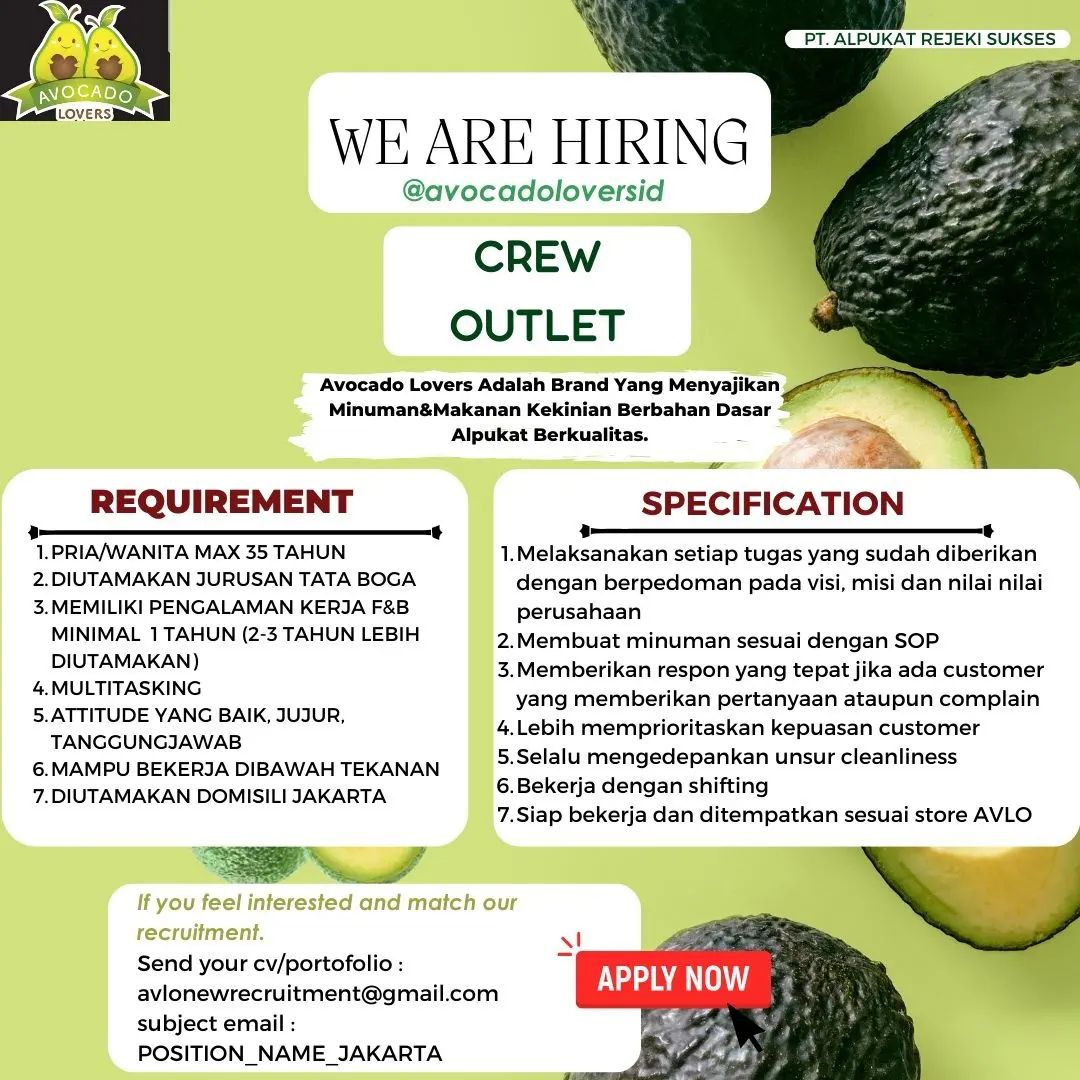 AVOCADO
LOVERS
PT. ALPUKAT REJEKI SUKSES
WE ARE HIRING
@avocadoloversid
CREW
OUTLET
Avocado Lovers Adalah Brand Yang Menyajikan
Minuman&Makanan Kekinian Berbahan Dasar
Alpukat Berkualitas.
REQUIREMENT
1. PRIA/WANITA MAX 35 TAHUN
2. DIUTAMAKAN JURUSAN TATA BOGA
3. MEMILIKI PENGALAMAN KERJA F&B
MINIMAL 1 TAHUN (2-3 TAHUN LEBIH
DIUTAMAKAN)
4. MULTITASKING
5. ATTITUDE YANG BAIK, JUJUR,
TANGGUNGJAWAB
6. MAMPU BEKERJA DIBAWAH TEKANAN
7. DIUTAMAKAN DOMISILI JAKARTA
SPECIFICATION
1. Melaksanakan setiap tugas yang sudah diberikan
dengan berpedoman pada visi, misi dan nilai nilai
perusahaan
2. Membuat minuman sesuai dengan SOP
3. Memberikan respon yang tepat jika ada customer
yang memberikan pertanyaan ataupun complain
4. Lebih memprioritaskan kepuasan customer
5. Selalu mengedepankan unsur cleanliness
6. Bekerja dengan shifting
7. Siap bekerja dan ditempatkan sesuai store AVLO
If you feel interested and match our
recruitment.
Send your cv/portofolio :
avlonewrecruitment@gmail.com
subject email :
POSITION_NAME_JAKARTA
APPLY NOW